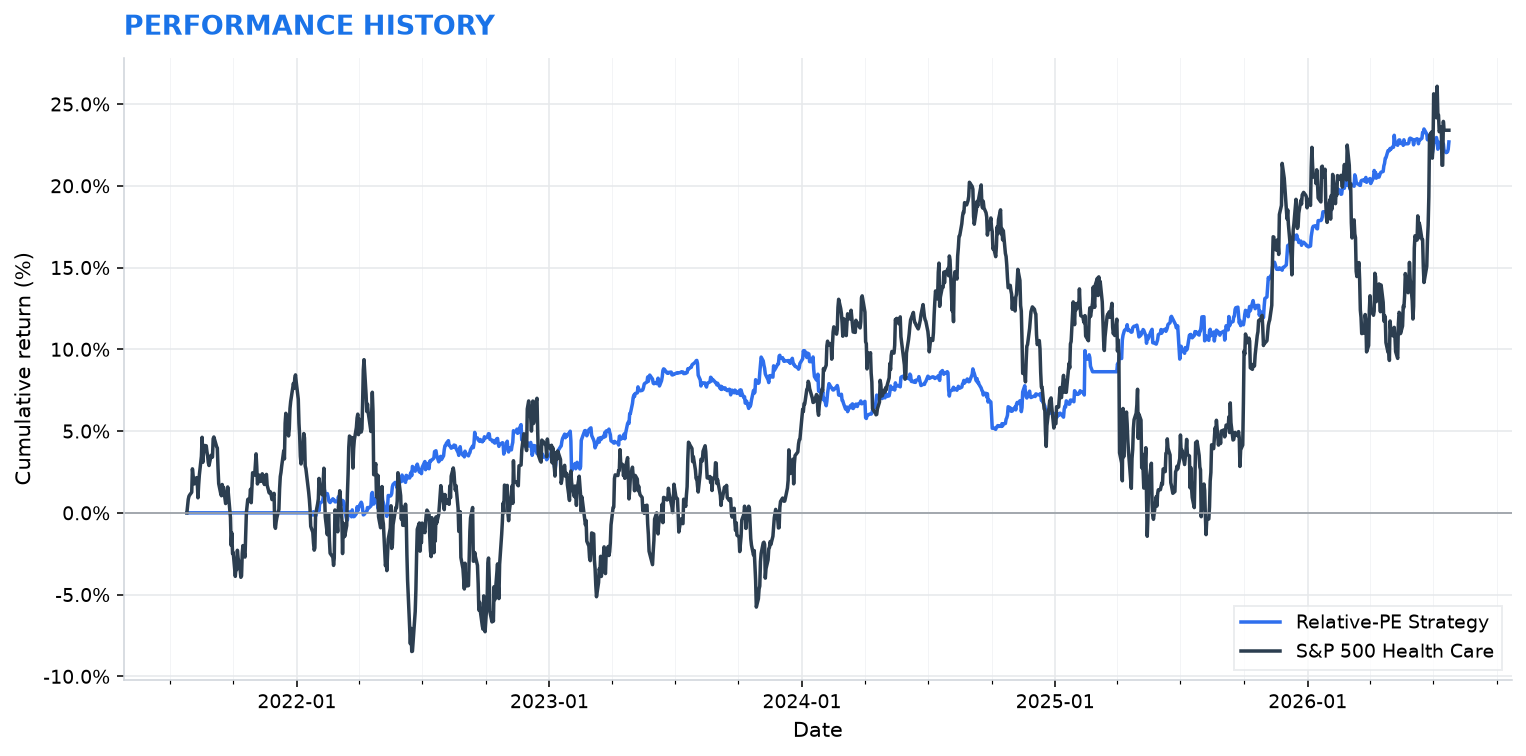 PERFORMANCE HISTORY
Cumulative return (%)
25.0%
20.0%
15.0%
10.0%
5.0%
0.0%
-5.0%
-10.0%
Relative-PE Strategy
S&P 500 Health Care
2022-01
2023-01
2024-01
2025-01
2026-01
Date